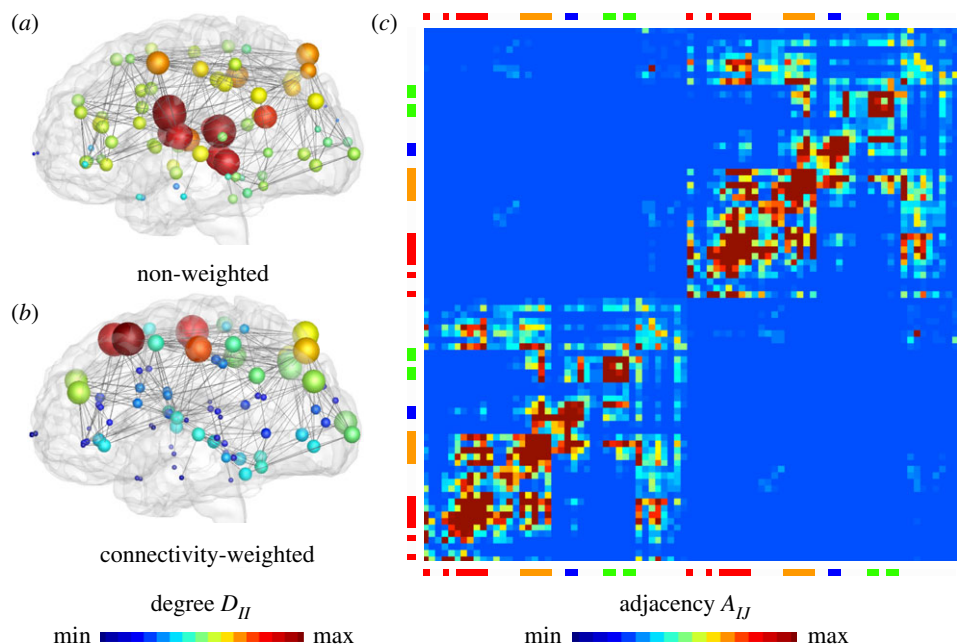 (a)
non-weighted
(b)
connectivity-weighted
degree D_II
min max
(c)
adjacency A_IJ
min max